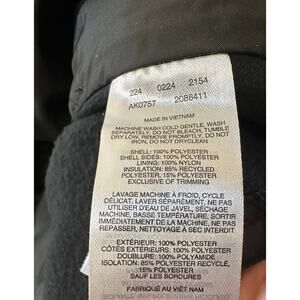 224 0224 2154
AK0757 2086411
MADE IN VIETNAM
MACHINE WASH COLD GENTLE, WASH
SEPARATELY, DO NOT BLEACH, TUMBLE
DRY LOW, REMOVE PROMPTLY, DO NOT
IRON, DO NOT DRYCLEAN
SHELL: 100% POLYESTER
SHELL SIDES: 100% POLYESTER
LINING: 100% NYLON
INSULATION: 85% RECYCLED
POLYESTER, 15% POLYESTER
EXCLUSIVE OF TRIMMING
LAVAGE MACHINE À FROID, CYCLE
DÉLICAT, LAVER SÉPARÉMENT, NE PAS
UTILISER D'EAU DE JAVEL, SÉCHAGE
MACHINE, BASSE TEMPÉRATURE, SORTIR
IMMÉDIATEMENT DE LA MACHINE, NE PAS
REPASSER, NETTOYAGE À SEC INTERDIT
EXTÉRIEUR: 100% POLYESTER
CÔTÉS EXTÉRIEURS: 100% POLYESTER
DOUBLURE: 100% POLYAMIDE
ISOLATION: 85% POLYESTER RECYCLÉ,
15% POLYESTER
SAUF LES BORDURES
FABRIQUÉ AU VIÊT NAM